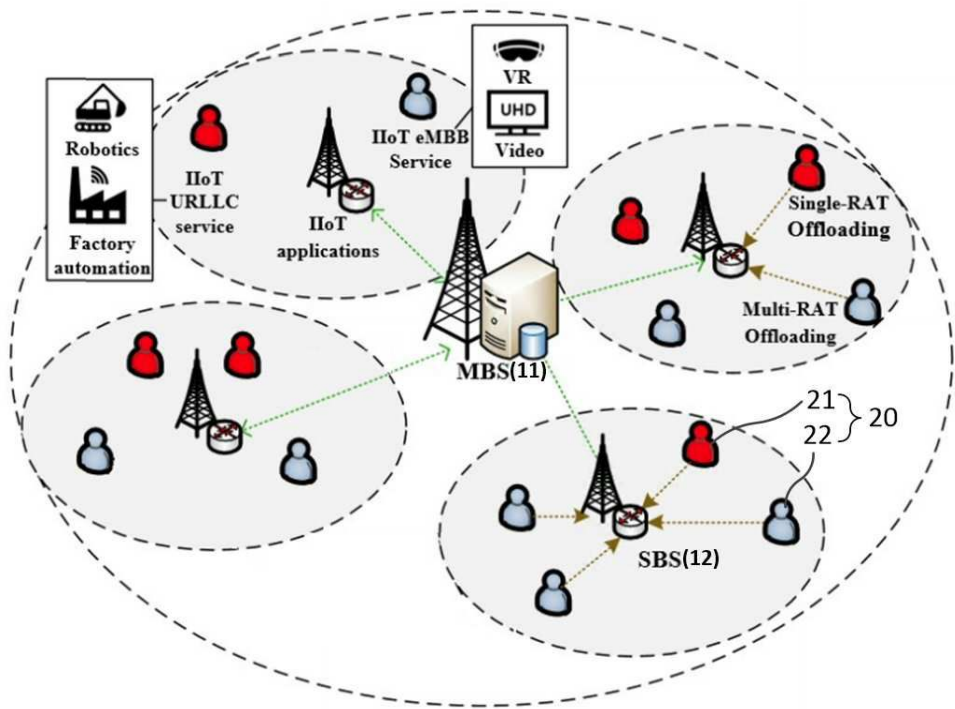 VR
UHD
Video
Robotics
Factory
automation
IIoT
URLLC
service
IIoT eMBB
Service
IIoT
applications
Single-RAT
Offloading
Multi-RAT
Offloading
MBS(11)
21
22
20
SBS(12)